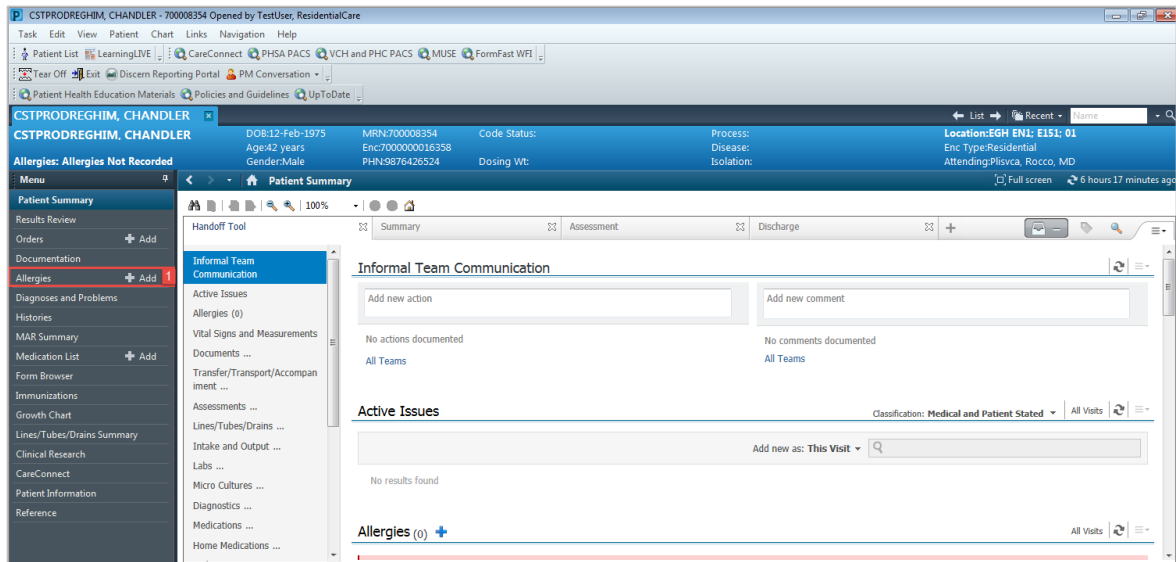 P CSTPRODREGHIM, CHANDLER - 700008354 Opened by TestUser, ResidentialCare
Task Edit View Patient Chart Links Navigation Help
Patient List LearningLIVE CareConnect PHSA PACS VCH and PHC PACS MUSE FormFast WFI
Tear Off Exit Discern Reporting Portal PM Conversation
Patient Health Education Materials Policies and Guidelines UpToDate
CSTPRODREGHIM, CHANDLER List Recent Name
CSTPRODREGHIM, CHANDLER DOB:12-Feb-1975 MRN:700008354 Code Status: Process: Location:EGH EN1; E151; 01
Age:42 years Enc:7000000016358 Disease: Enc Type:Residential
Allergies: Allergies Not Recorded Gender:Male PHN:9876426524 Dosing Wt: Isolation: Attending:Plisvca, Rocco, MD
Menu Patient Summary Full screen 6 hours 17 minutes ago
Patient Summary
Results Review
Orders Add
Documentation
Allergies Add 1
Diagnoses and Problems
Histories
MAR Summary
Medication List Add
Form Browser
Immunizations
Growth Chart
Lines/Tubes/Drains Summary
Clinical Research
CareConnect
Patient Information
Reference
100%
Handoff Tool Summary Assessment Discharge
Informal Team
Communication
Active Issues
Allergies (0)
Vital Signs and Measurements
Documents ...
Transfer/Transport/Accompan
iment ...
Assessments ...
Lines/Tubes/Drains ...
Intake and Output ...
Labs ...
Micro Cultures ...
Diagnostics ...
Medications ...
Home Medications ...
Informal Team Communication
Add new action Add new comment
No actions documented No comments documented
All Teams All Teams
Active Issues Classification: Medical and Patient Stated All Visits
Add new as: This Visit
No results found
Allergies (0) All Visits